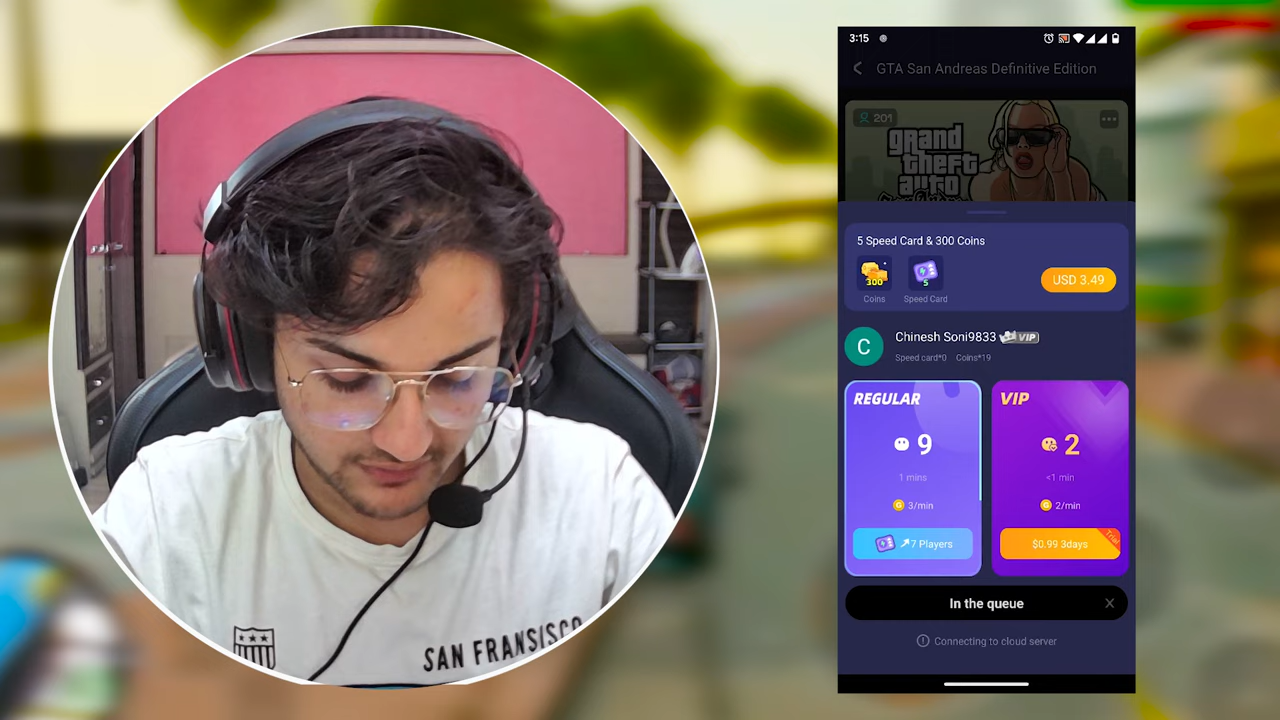 SAN FRANSISCO
3:15
GTA San Andreas Definitive Edition
201
grand
theft
auto
5 Speed Card & 300 Coins
300
5
USD 3.49
Coins
Speed Card
C
Chinesh Soni9833 VIP
Speed card*0 Coins*19
REGULAR
VIP
9
2
1 mins
<1 min
G 3/min
G 2/min
7 Players
$0.99 3days
Trial
In the queue
Connecting to cloud server